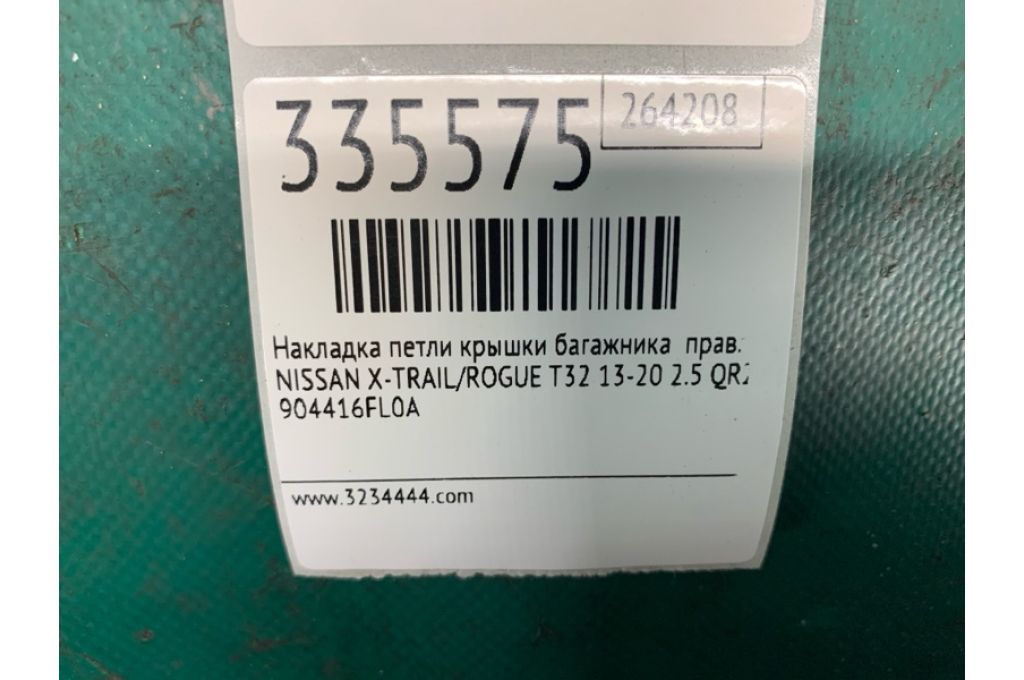 335575
264208
Накладка петли крышки багажника прав.
NISSAN X-TRAIL/ROGUE T32 13-20 2.5
904416FL0A
www.3234444.com